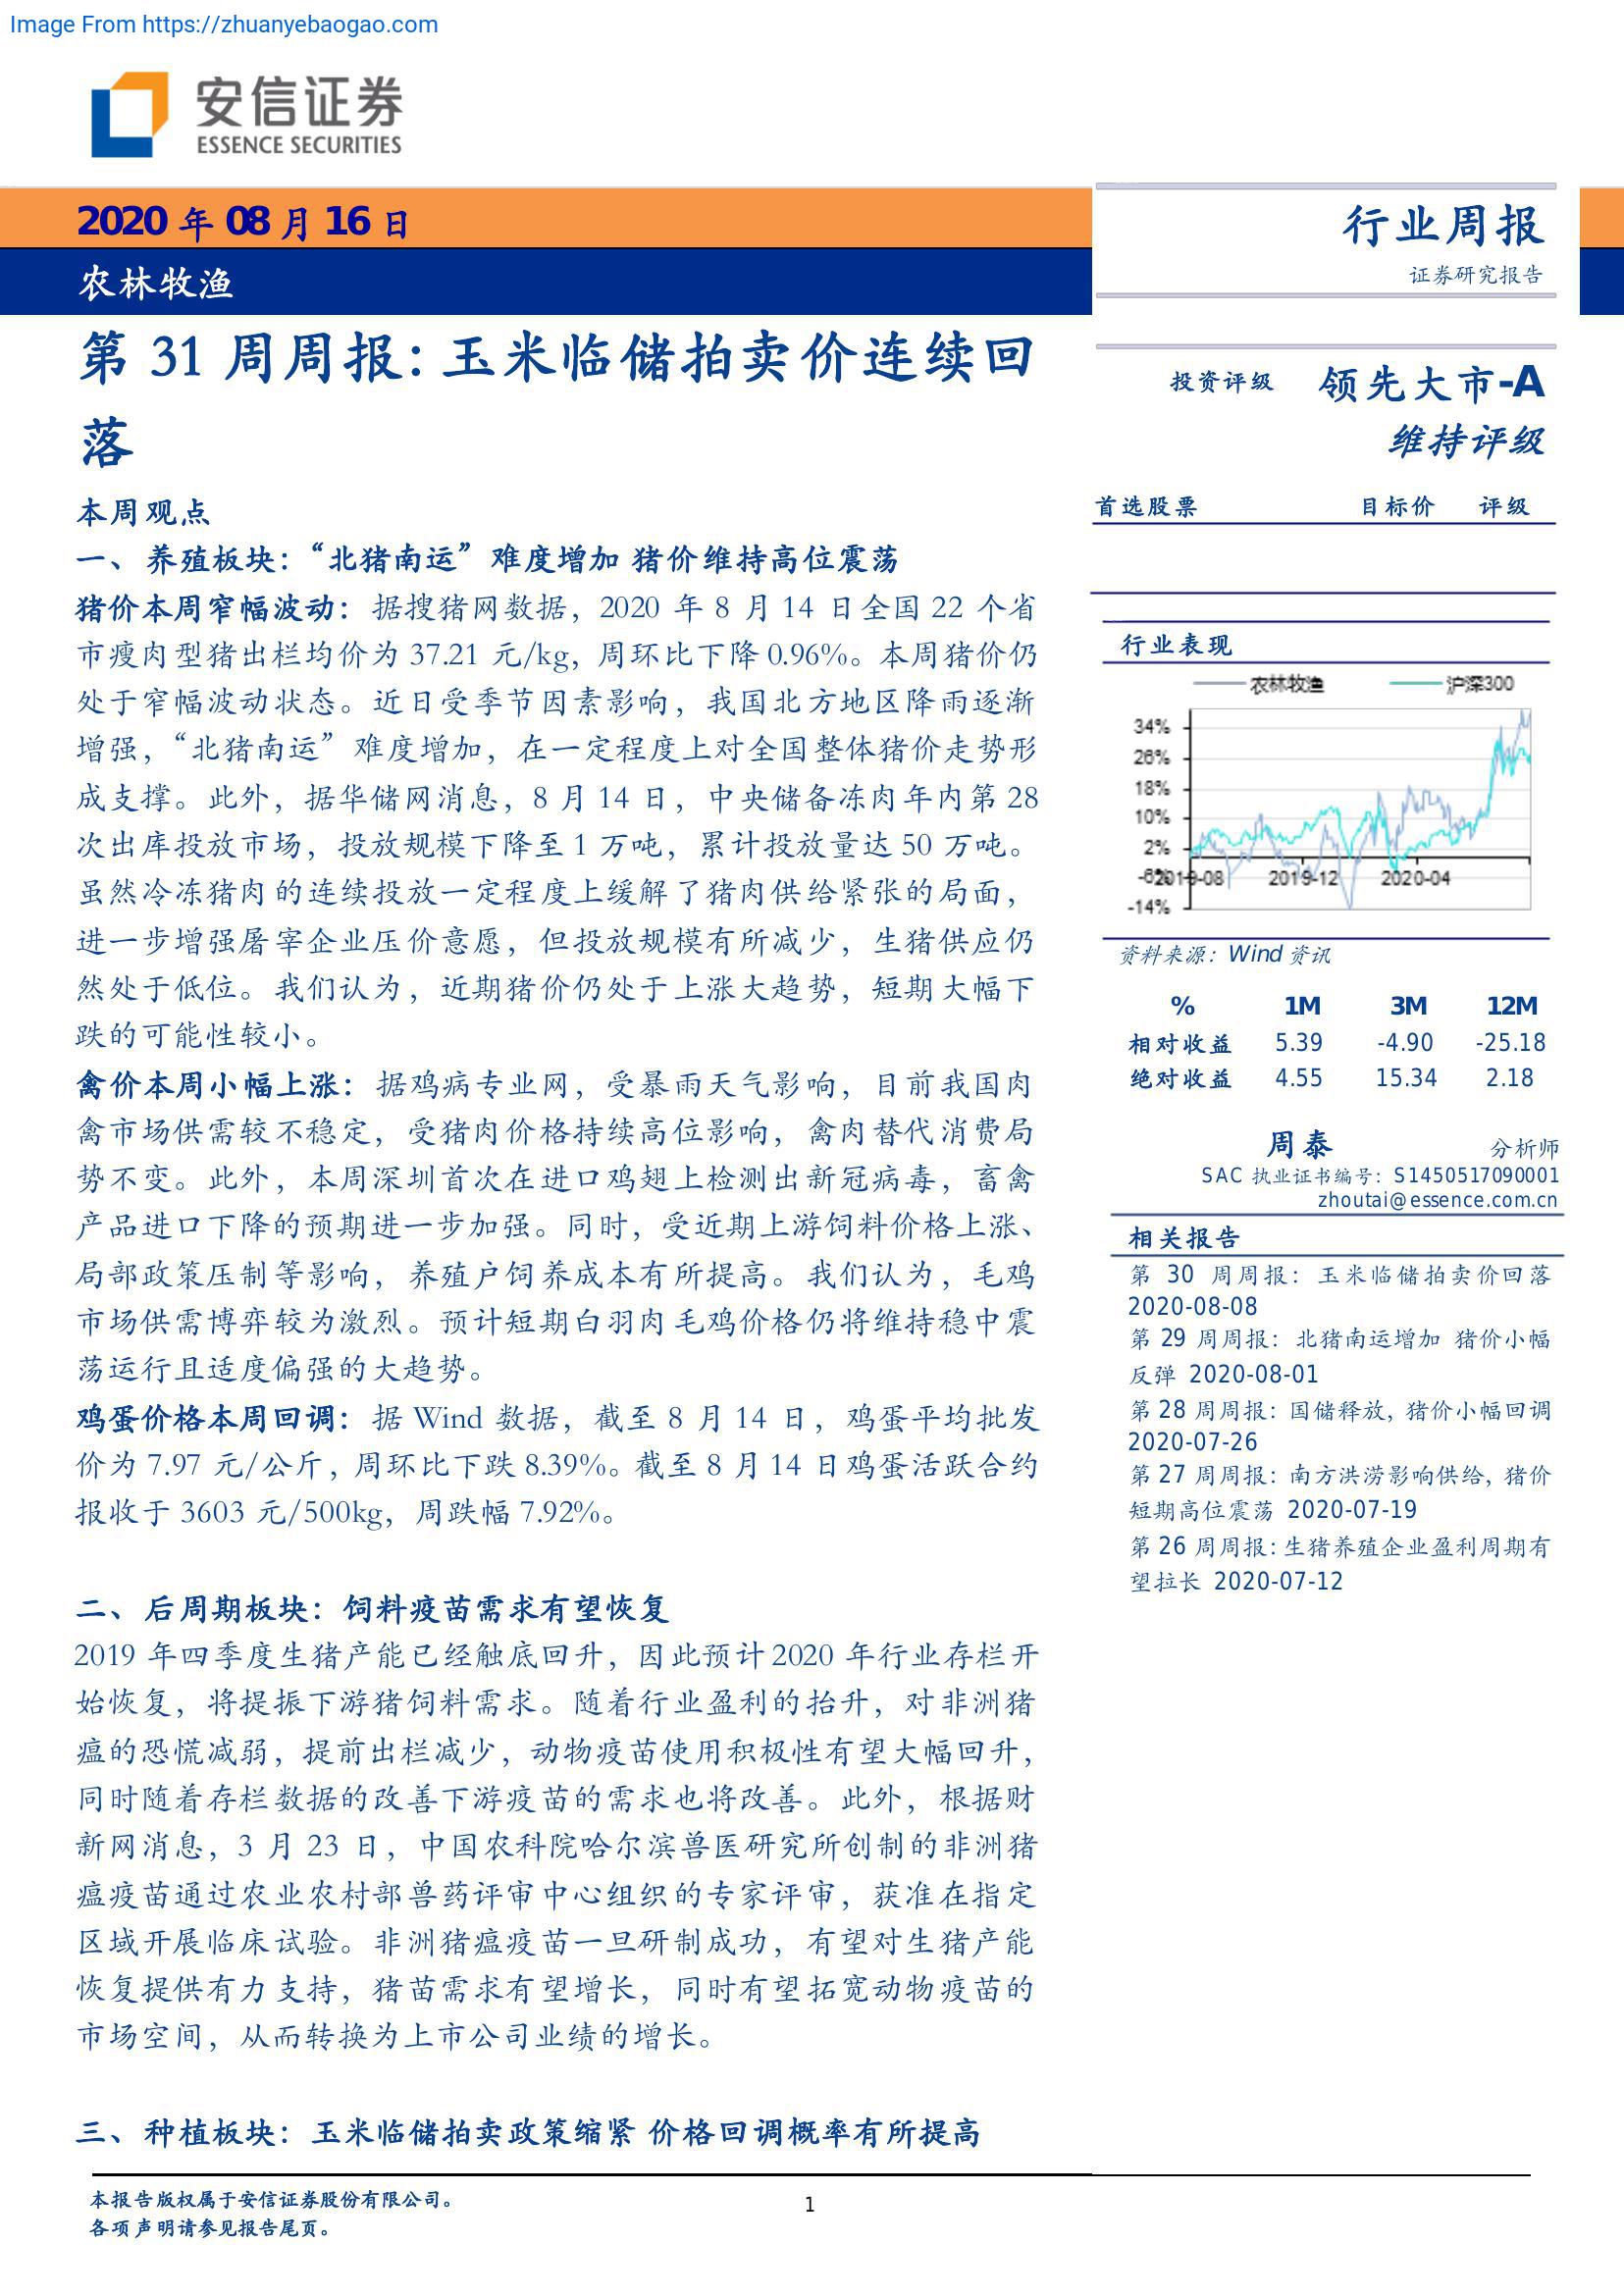 Image From https://zhuanyebaogao.com
安信证券
ESSENCE SECURITIES
2020 年 08 月 16 日
农林牧渔
第 31 周周报：玉米临储拍卖价连续回
落
本周观点
一、养殖板块：“北猪南运”难度增加 猪价维持高位震荡
猪价本周窄幅波动：据搜猪网数据，2020 年 8 月 14 日全国 22 个省
市瘦肉型猪出栏均价为 37.21 元/kg，周环比下降 0.96%。本周猪价仍
处于窄幅波动状态。近日受季节因素影响，我国北方地区降雨逐渐
增强，“北猪南运”难度增加，在一定程度上对全国整体猪价走势形
成支撑。此外，据华储网消息，8 月 14 日，中央储备冻肉年内第 28
次出库投放市场，投放规模下降至 1 万吨，累计投放量达 50 万吨。
虽然冷冻猪肉的连续投放一定程度上缓解了猪肉供给紧张的局面，
进一步增强屠宰企业压价意愿，但投放规模有所减少，生猪供应仍
然处于低位。我们认为，近期猪价仍处于上涨大趋势，短期大幅下
跌的可能性较小。
禽价本周小幅上涨：据鸡病专业网，受暴雨天气影响，目前我国肉
禽市场供需较不稳定，受猪肉价格持续高位影响，禽肉替代消费局
势不变。此外，本周深圳首次在进口鸡翅上检测出新冠病毒，畜禽
产品进口下降的预期进一步加强。同时，受近期上游饲料价格上涨、
局部政策压制等影响，养殖户饲养成本有所提高。我们认为，毛鸡
市场供需博弈较为激烈。预计短期白羽肉毛鸡价格仍将维持稳中震
荡运行且适度偏强的大趋势。
鸡蛋价格本周回调：据 Wind 数据，截至 8 月 14 日，鸡蛋平均批发
价为 7.97 元/公斤，周环比下跌 8.39%。截至 8 月 14 日鸡蛋活跃合约
报收于 3603 元/500kg，周跌幅 7.92%。
二、后周期板块：饲料疫苗需求有望恢复
2019 年四季度生猪产能已经触底回升，因此预计 2020 年行业存栏开
始恢复，将提振下游猪饲料需求。随着行业盈利的抬升，对非洲猪
瘟的恐慌减弱，提前出栏减少，动物疫苗使用积极性有望大幅回升，
同时随着存栏数据的改善下游疫苗的需求也将改善。此外，根据财
新网消息，3 月 23 日，中国农科院哈尔滨兽医研究所创制的非洲猪
瘟疫苗通过农业农村部兽药评审中心组织的专家评审，获准在指定
区域开展临床试验。非洲猪瘟疫苗一旦研制成功，有望对生猪产能
恢复提供有力支持，猪苗需求有望增长，同时有望拓宽动物疫苗的
市场空间，从而转换为上市公司业绩的增长。
三、种植板块：玉米临储拍卖政策缩紧 价格回调概率有所提高
行业周报
证券研究报告
投资评级 领先大市-A
维持评级
首选股票 目标价 评级
行业表现
农林牧渔 沪深300
34%
26%
18%
10%
2%
-6%
-14%
2019-08 2019-12 2020-04
资料来源：Wind 资讯
% 1M 3M 12M
相对收益 5.39 -4.90 -25.18
绝对收益 4.55 15.34 2.18
周泰 分析师
SAC 执业证书编号：S1450517090001
zhoutai@essence.com.cn
相关报告
第 30 周周报：玉米临储拍卖价回落
2020-08-08
第 29 周周报：北猪南运增加 猪价小幅
反弹 2020-08-01
第 28 周周报：国储释放，猪价小幅回调
2020-07-26
第 27 周周报：南方洪涝影响供给，猪价
短期高位震荡 2020-07-19
第 26 周周报：生猪养殖企业盈利周期有
望拉长 2020-07-12
本报告版权属于安信证券股份有限公司。
各项声明请参见报告尾页。
1